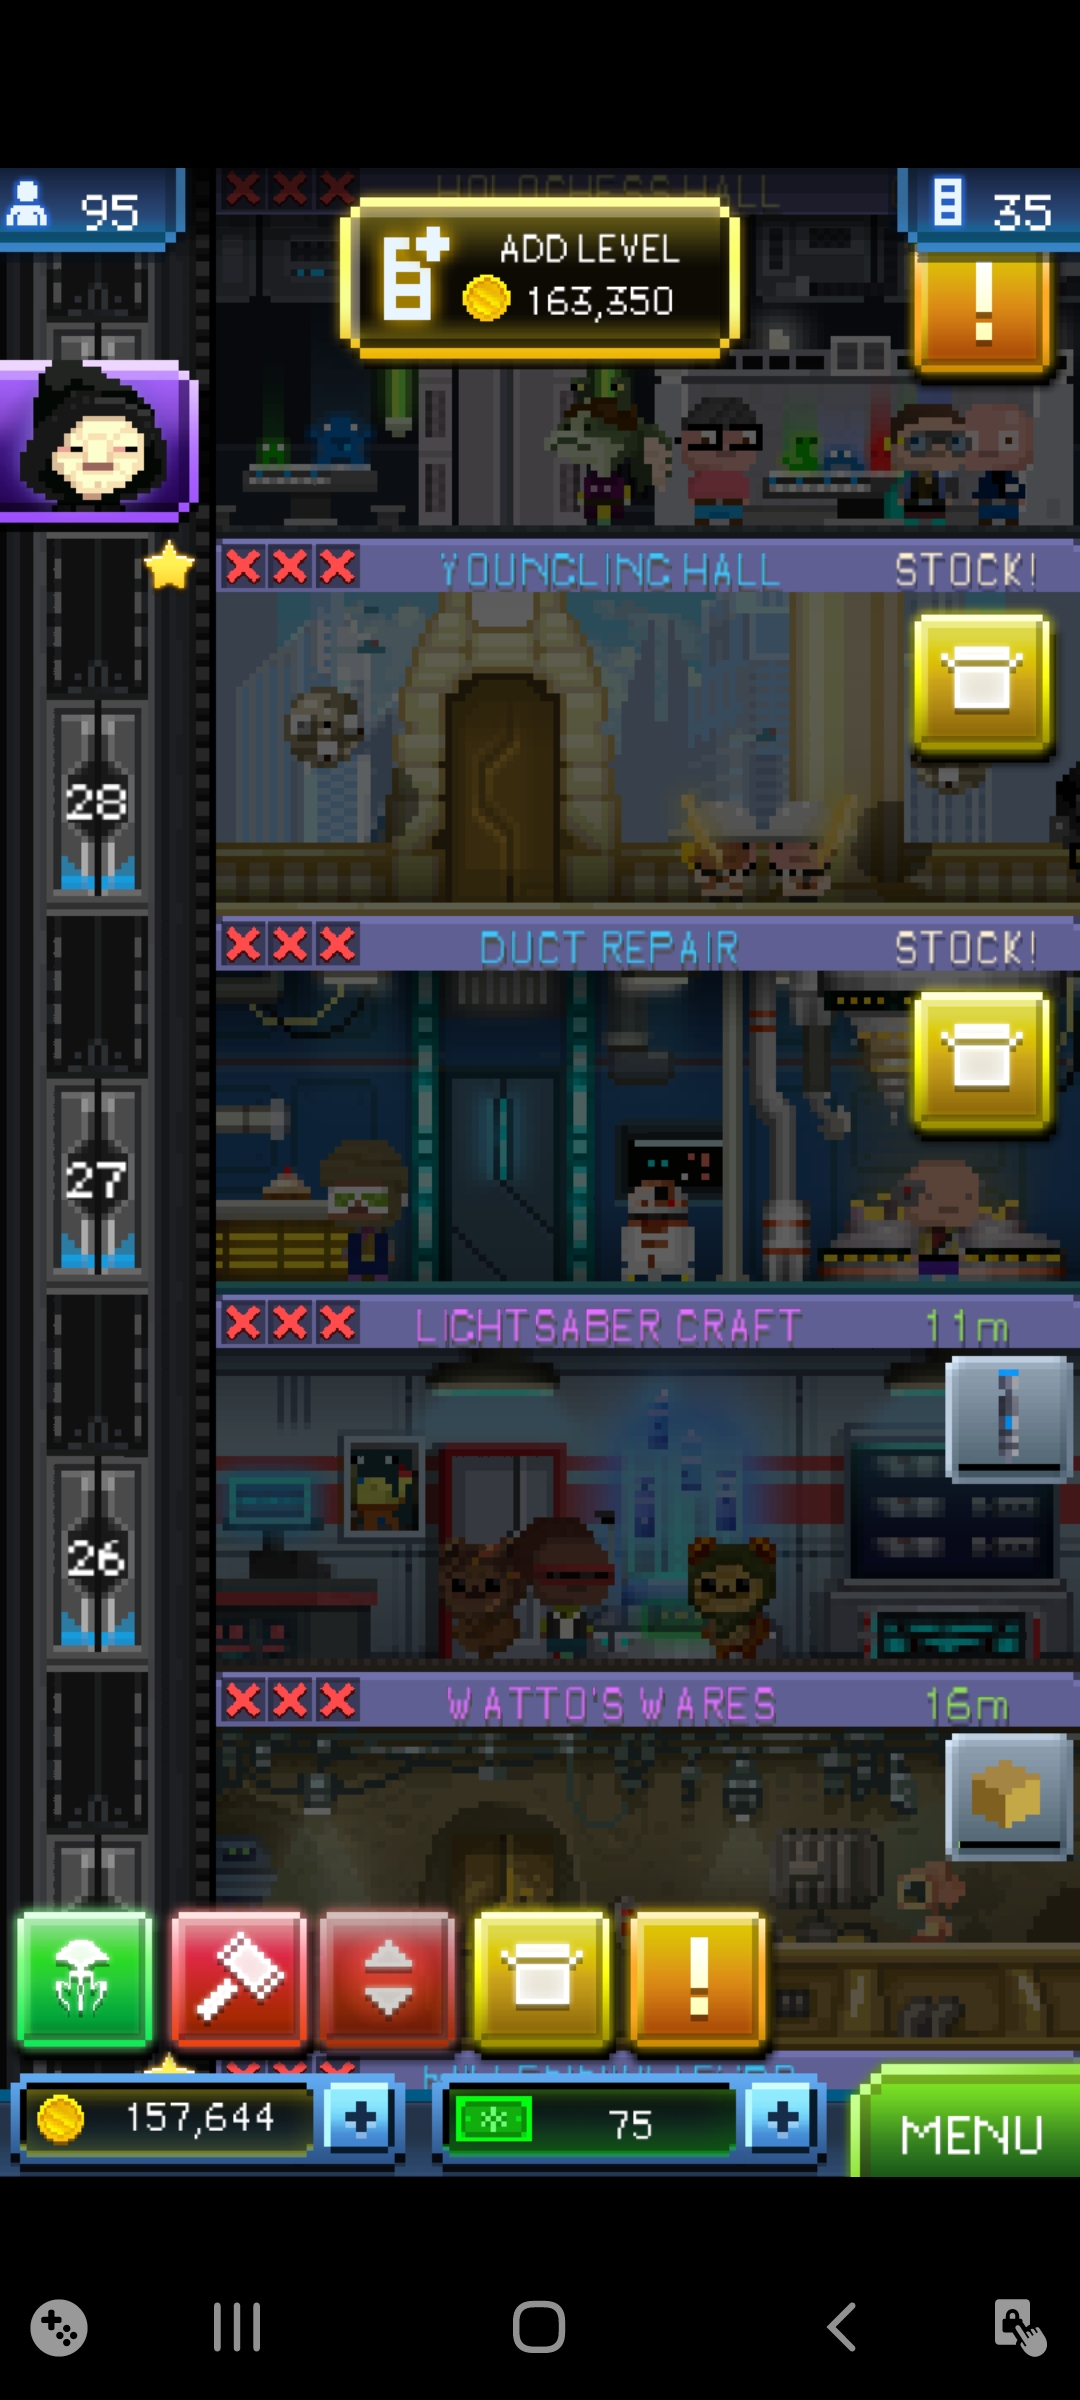 HOLOCHESS HALL
95
35
ADD LEVEL
163,350
YOUNGLING HALL STOCK!
28
DUCT REPAIR STOCK!
27
LIGHTSABER CRAFT 11m
26
WATTO'S WARES 16m
157,644
75
MENU